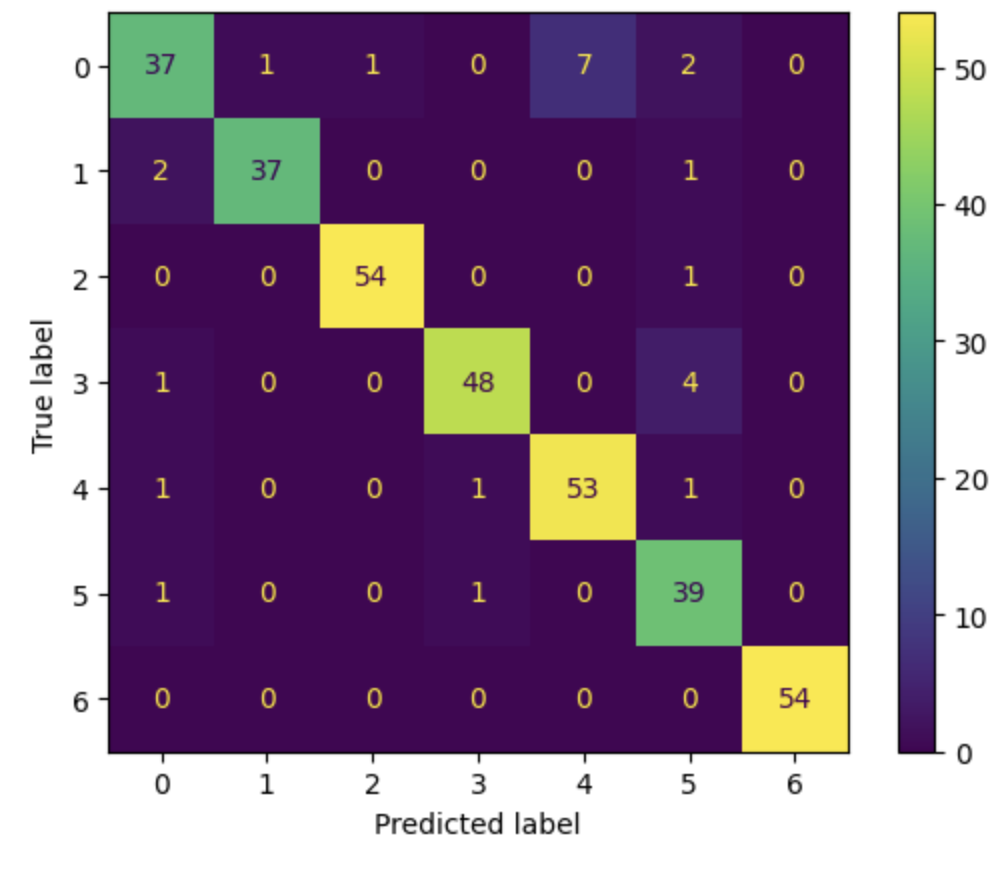 0 37 1 1 0 7 2 0
1 2 37 0 0 0 1 0
2 0 0 54 0 0 1 0
3 1 0 0 48 0 4 0
4 1 0 0 1 53 1 0
5 1 0 0 1 0 39 0
6 0 0 0 0 0 0 54
0 1 2 3 4 5 6
Predicted label
True label
50
40
30
20
10
0